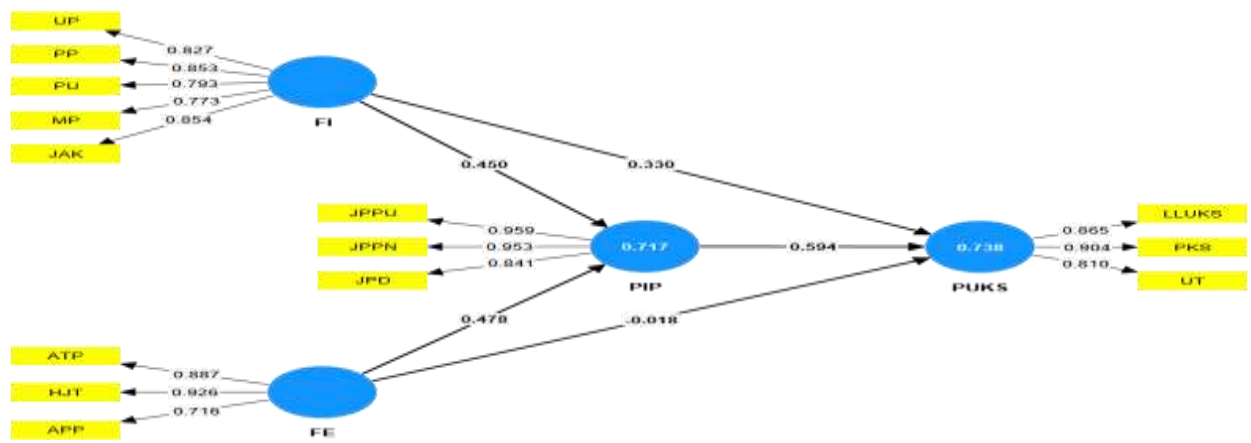 UP
0.827
PP
0.853
PU
0.793
MP
0.773
JAK
0.854
FI
0.450
0.330
JPPU
0.959
JPPN
0.953
JPD
0.841
0.717
PIP
0.594
0.738
PUKS
LLUKS
0.865
PKS
0.904
UT
0.810
0.478
-0.018
ATP
0.887
HJT
0.926
APP
0.716
FE